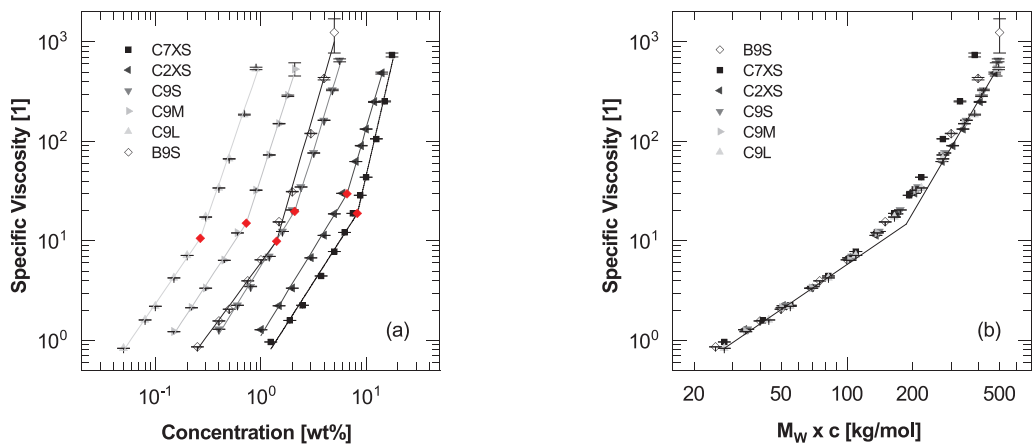 10³
10²
10¹
10⁰
Specific Viscosity [1]
C7XS
C2XS
C9S
C9M
C9L
B9S
(a)
10⁻¹ 10⁰ 10¹
Concentration [wt%]
10³
10²
10¹
10⁰
Specific Viscosity [1]
B9S
C7XS
C2XS
C9S
C9M
C9L
(b)
20 50 100 200 500
M_W x c [kg/mol]